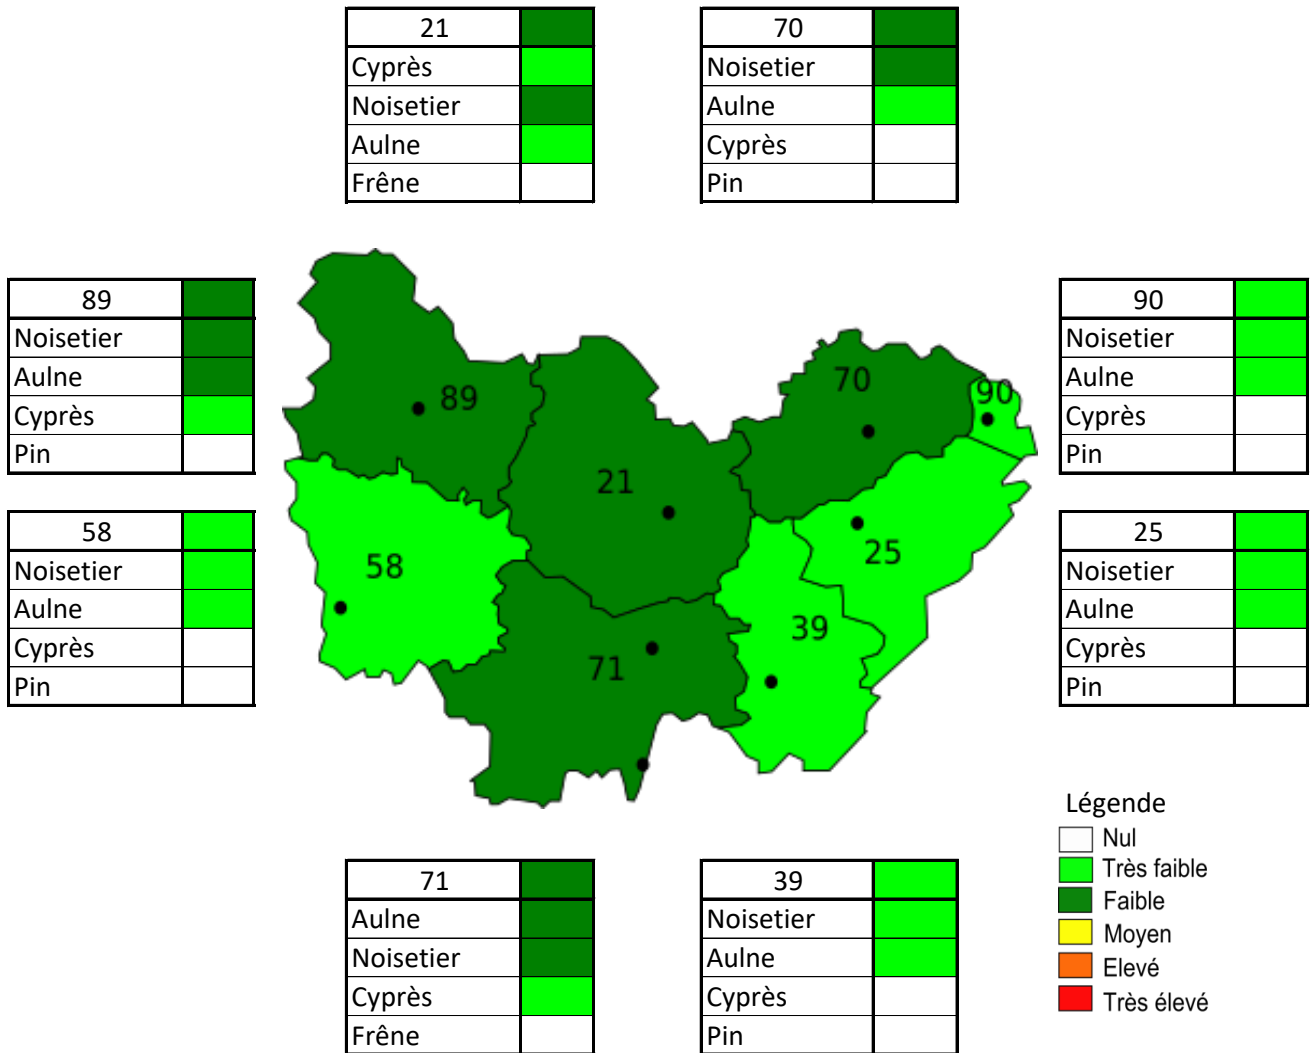 21
Cyprès
Noisetier
Aulne
Frêne
70
Noisetier
Aulne
Cyprès
Pin
89
Noisetier
Aulne
Cyprès
Pin
58
Noisetier
Aulne
Cyprès
Pin
89
21
70
90
58
25
39
71
90
Noisetier
Aulne
Cyprès
Pin
25
Noisetier
Aulne
Cyprès
Pin
71
Aulne
Noisetier
Cyprès
Frêne
39
Noisetier
Aulne
Cyprès
Pin
Légende
Nul
Très faible
Faible
Moyen
Elevé
Très élevé